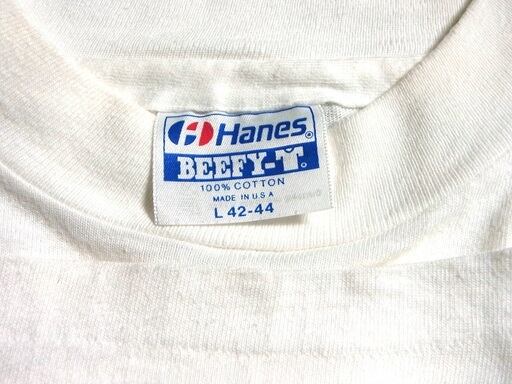 Hanes®
BEEFY-T®
100% COTTON
MADE IN U.S.A
L 42-44